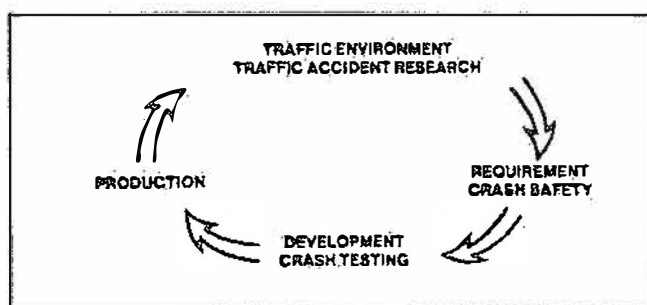 TRAFFIC ENVIRONMENT
TRAFFIC ACCIDENT RESEARCH
PRODUCTION
REQUIREMENT
CRASH SAFETY
DEVELOPMENT
CRASH TESTING